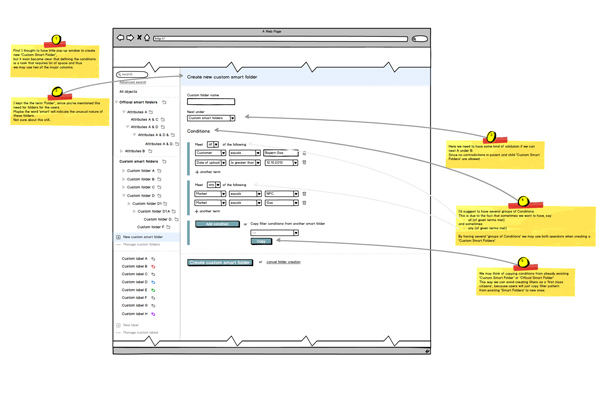 A Web Page
http://
First I thought to have little pop-up window to create
new 'Custom Smart Folder',
but it soon become clear that defining the conditions
is a task that requires lot of space and thus
we may use two of the major columns.
I kept the the term 'Folder', since you've mentioned the
need for folders for the users.
Maybe the word 'smart' will indicate the unusual nature of
these folders.
Not sure about this still.
search
Advanced search
All objects
Official smart folders
Attributes A
Attributes A & C
Attributes A & D
Attributes A & D
Attributes A & D &
Attributes B
Custom smart folders
Custom folder A
Custom folder B
Custom folder C
Custom folder D
Custom folder D1
Custom folder D1A
Custom folder D
Custom folder F
New custom smart folder
Manage custom folders
Custom label A
Custom label B
Custom label C
Custom label D
Custom label E
Custom label F
Custom label G
Custom label H
New label
Manage custom labels
Create new custom smart folder
Custom folder name
Nest under
Custom smart folders
Conditions
Meet all of the following
Customer equals
Date of upload is greater than 12.10.2010
+ another term
Meet any of the following
Market equals NFC
Market equals Gas
+ another term
Add condition or Copy filter conditions from another smart folder
Copy
Create custom smart folder or cancel folder creation
Here we need to have some kind of validation if we can
nest A under B.
Since no contradictions in parent and child 'Custom Smart
Folders' are allowed.
I'd suggest to have several 'groups of Conditions'.
This is due to the fact that sometimes we want to have, say
all (of given terms met)
and sometimes
any (of given terms met)
By having several 'groups of Conditions' we may use both operators when creating a
'Custom Smart Folders'.
We may think of copying conditions from already existing
'Custom Smart Folder' or 'Official Smart Folder'.
This way we can avoid creating filters as a 'first class
citizens', because users will just copy filter pattern
from existing 'Smart Folders' to new ones.